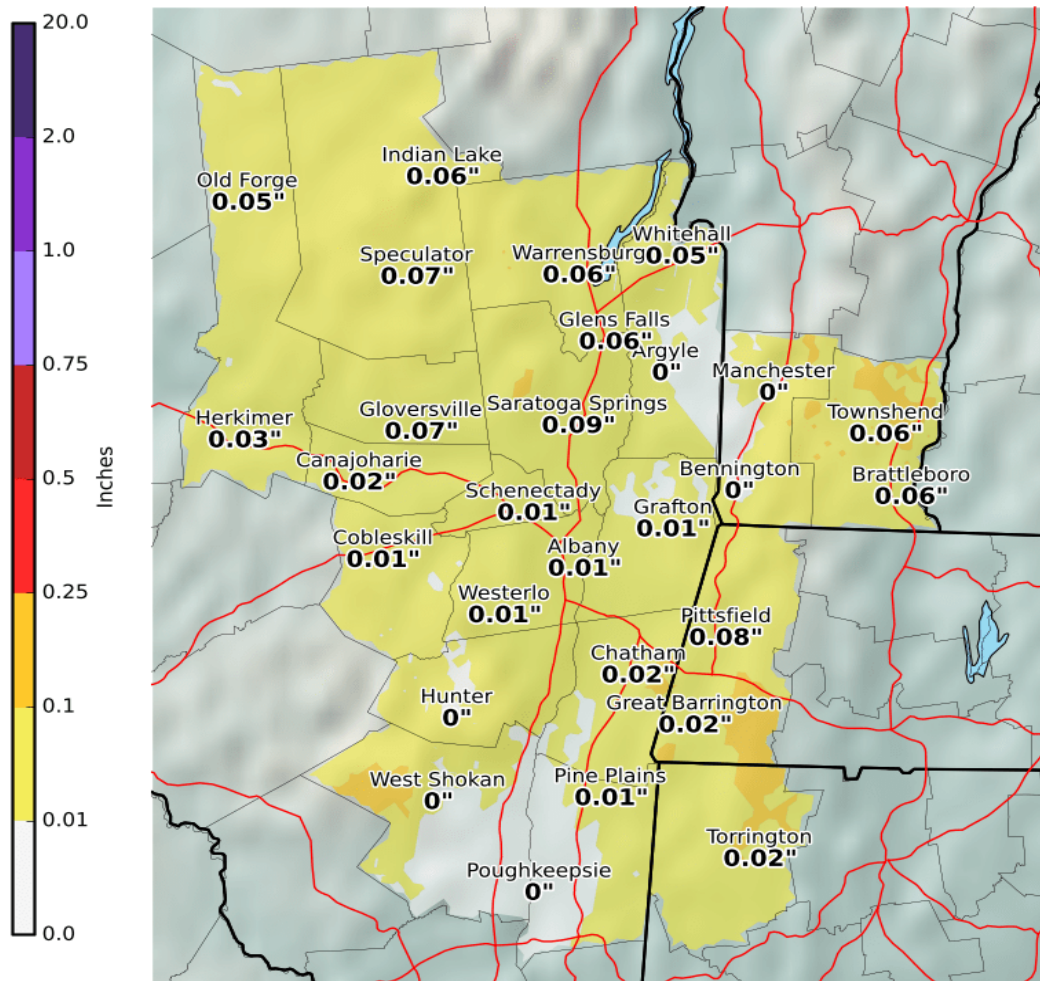 20.0
2.0
1.0
0.75
0.5
0.25
0.1
0.01
0.0
Inches
Indian Lake
0.06"
Old Forge
0.05"
Whitehall
0.05"
Speculator
0.07"
Warrensburg
0.06"
Glens Falls
0.06"
Argyle
0"
Manchester
0"
Saratoga Springs
0.09"
Gloversville
0.07"
Townshend
0.06"
Herkimer
0.03"
Canajoharie
0.02"
Bennington
0"
Brattleboro
0.06"
Schenectady
0.01"
Grafton
0.01"
Cobleskill
0.01"
Albany
0.01"
Westerlo
0.01"
Pittsfield
0.08"
Chatham
0.02"
Hunter
0"
Great Barrington
0.02"
West Shokan
0"
Pine Plains
0.01"
Torrington
0.02"
Poughkeepsie
0"